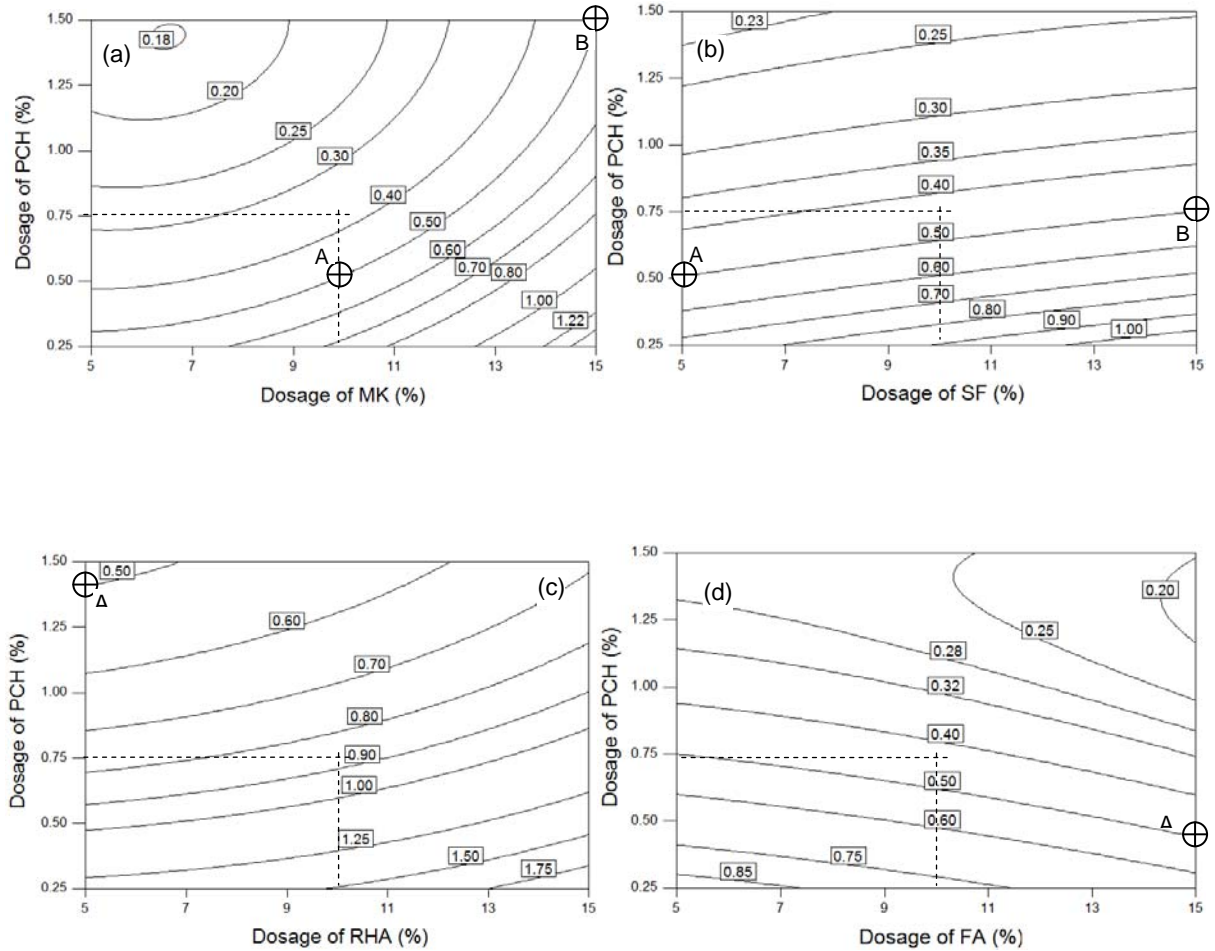 (a)
Dosage of PCH (%)
1.50
1.25
1.00
0.75
0.50
0.25
0.18
0.20
0.25
0.30
0.40
0.50
0.60
0.70
0.80
1.00
1.22
A
B
5 7 9 11 13 15
Dosage of MK (%)
(b)
Dosage of PCH (%)
1.50
1.25
1.00
0.75
0.50
0.25
0.23
0.25
0.30
0.35
0.40
0.50
0.60
0.70
0.80
0.90
1.00
A
B
5 7 9 11 13 15
Dosage of SF (%)
(c)
Dosage of PCH (%)
1.50
1.25
1.00
0.75
0.50
0.25
0.50
0.60
0.70
0.80
0.90
1.00
1.25
1.50
1.75
Δ
5 7 9 11 13 15
Dosage of RHA (%)
(d)
Dosage of PCH (%)
1.50
1.25
1.00
0.75
0.50
0.25
0.20
0.25
0.28
0.32
0.40
0.50
0.60
0.75
0.85
Δ
5 7 9 11 13 15
Dosage of FA (%)